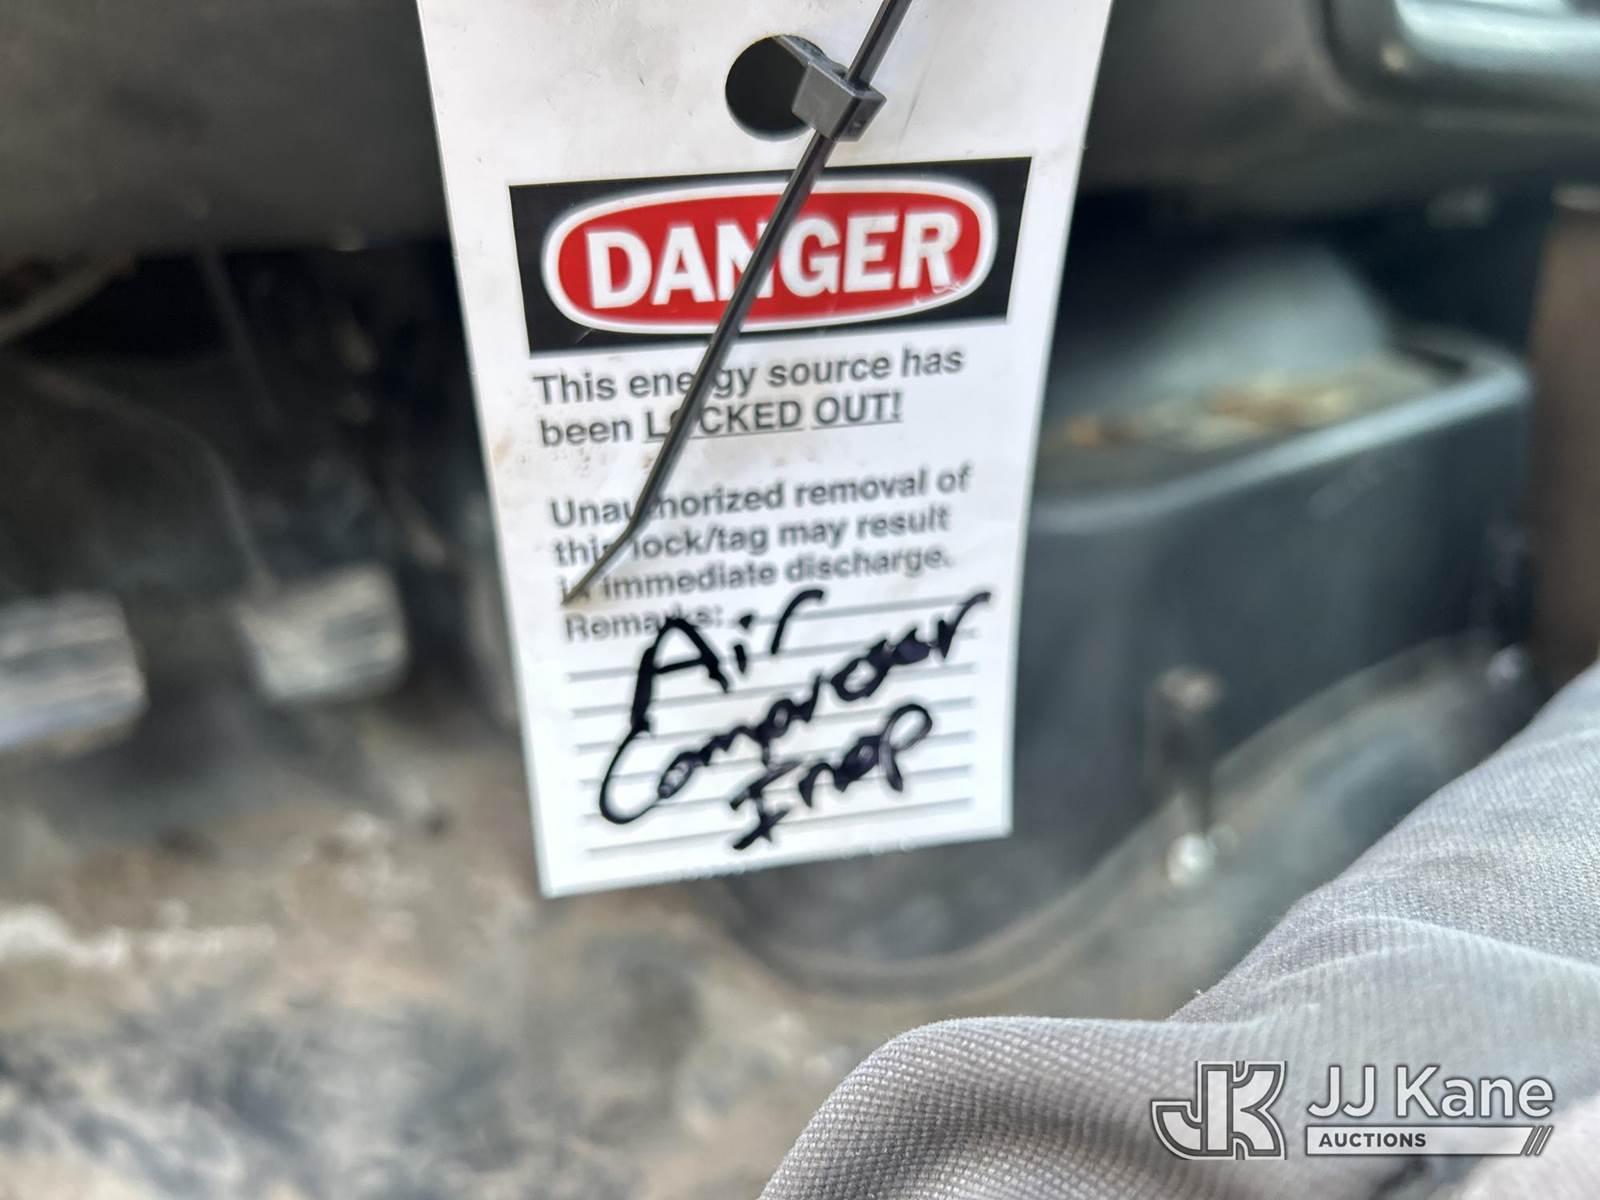 DANGER
This energy source has
been LOCKED OUT!
Unauthorized removal of
this lock/tag may result
in immediate discharge.
Remarks: Air
Compressor
Inop
JK JJ Kane
AUCTIONS